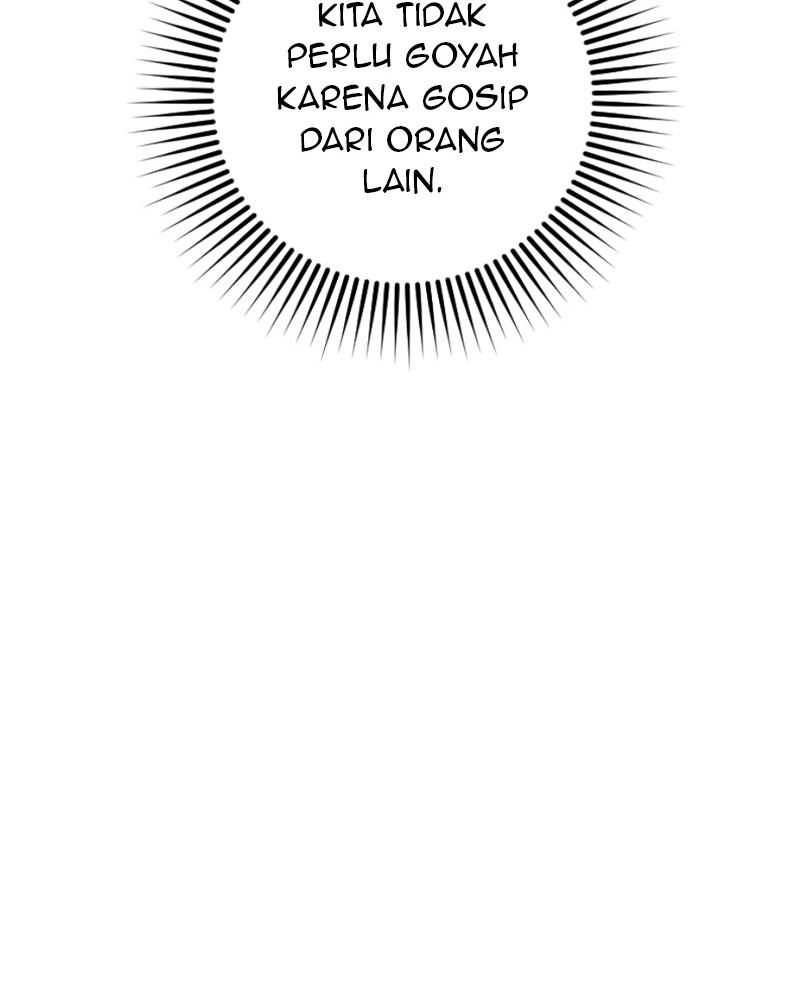 KITA TIDAK
PERLU GOYAH
KARENA GOSIP
DARI ORANG
LAIN.